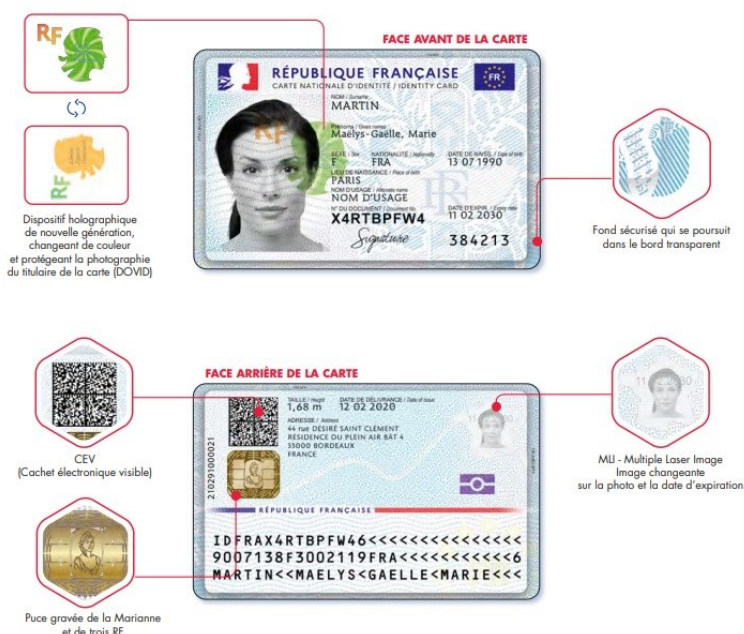 FACE AVANT DE LA CARTE
RF
RF
Dispositif holographique
de nouvelle génération,
changeant de couleur
et protégeant la photographie
du titulaire de la carte (DOVID)
RÉPUBLIQUE FRANÇAISE
FR
CARTE NATIONALE D'IDENTITÉ / IDENTITY CARD
NOM / Surname
MARTIN
Prénoms / Given names
Maëlys-Gaëlle, Marie
SEXE / Sex NATIONALITÉ / Nationality DATE DE NAISS. / Date of birth
F FRA 13 07 1990
LIEU DE NAISSANCE / Place of birth
PARIS
NOM D'USAGE / Alternate name
NOM D'USAGE
N° DU DOCUMENT / Document No DATE D'EXPIR. / Expiry date
X4RTBPFW4 11 02 2030
Signature 384213
RF
RF
Fond sécurisé qui se poursuit
dans le bord transparent
FACE ARRIÈRE DE LA CARTE
CEV
(Cachet électronique visible)
TAILLE / Height DATE DE DÉLIVRANCE / Date of issue
1,68 m 12 02 2020
ADRESSE / Address
44 rue DÉSIRÉ SAINT CLÉMENT
RÉSIDENCE DU PLEIN AIR BÂT 4
33000 BORDEAUX
FRANCE
210291000021
RÉPUBLIQUE FRANÇAISE
IDFRAX4RTBPFW46<<<<<<<<<<<<<<<
9007138F3002119FRA<<<<<<<<<<<6
MARTIN<<MAELYS<GAELLE<MARIE<<<
MLI - Multiple Laser Image
Image changeante
sur la photo et la date d'expiration
Puce gravée de la Marianne
et de trois RF